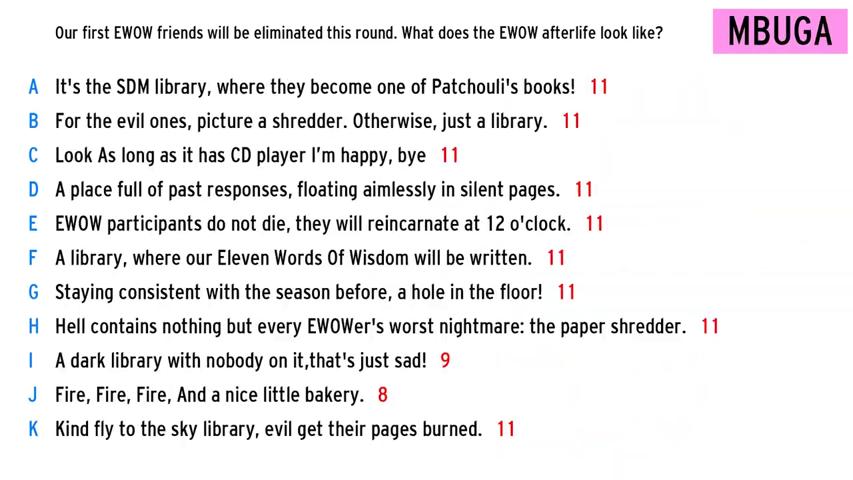 Our first EWOW friends will be eliminated this round. What does the EWOW afterlife look like?
MBUGA
A It's the SDM library, where they become one of Patchouli's books! 11
B For the evil ones, picture a shredder. Otherwise, just a library. 11
C Look As long as it has CD player I'm happy, bye 11
D A place full of past responses, floating aimlessly in silent pages. 11
E EWOW participants do not die, they will reincarnate at 12 o'clock. 11
F A library, where our Eleven Words Of Wisdom will be written. 11
G Staying consistent with the season before, a hole in the floor! 11
H Hell contains nothing but every EWOWer's worst nightmare: the paper shredder. 11
I A dark library with nobody on it,that's just sad! 9
J Fire, Fire, Fire, And a nice little bakery. 8
K Kind fly to the sky library, evil get their pages burned. 11